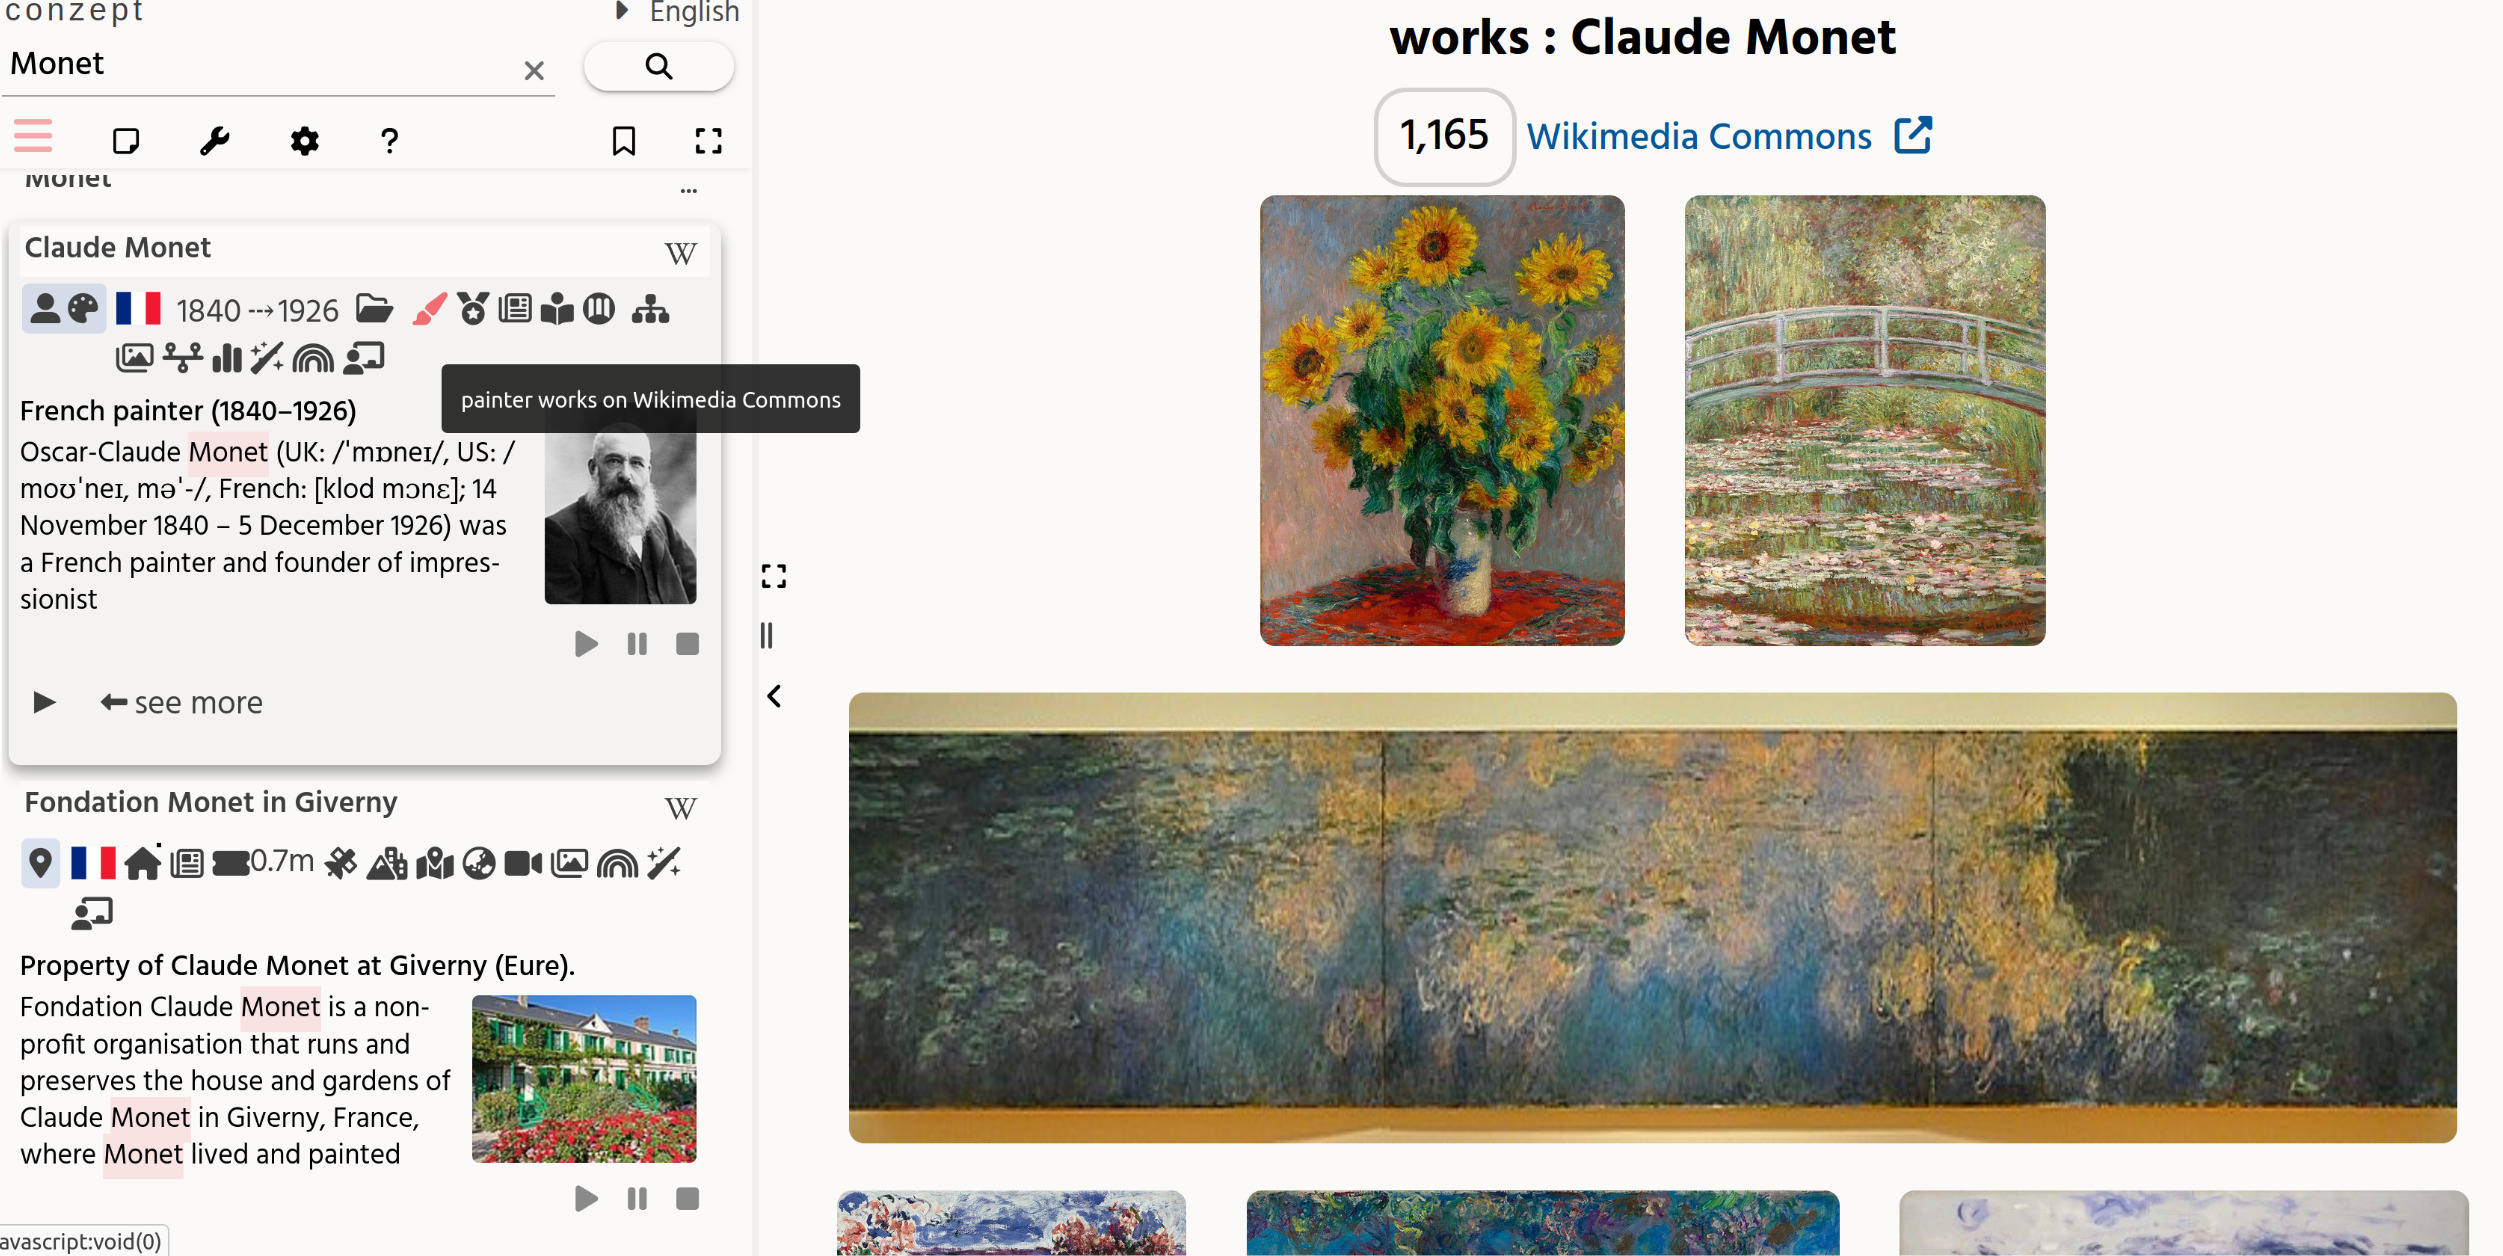 conzept
English
Monet
Monet
...
Claude Monet
W
1840 ⤏ 1926
painter works on Wikimedia Commons
French painter (1840–1926)
Oscar-Claude Monet (UK: /ˈmɒneɪ/, US: /
moʊˈneɪ, məˈ-/, French: [klod mɔnɛ]; 14
November 1840 – 5 December 1926) was
a French painter and founder of impres-
sionist
see more
Fondation Monet in Giverny
W
0.7m
Property of Claude Monet at Giverny (Eure).
Fondation Claude Monet is a non-
profit organisation that runs and
preserves the house and gardens of
Claude Monet in Giverny, France,
where Monet lived and painted
avascript:void(0)
works : Claude Monet
1,165 Wikimedia Commons